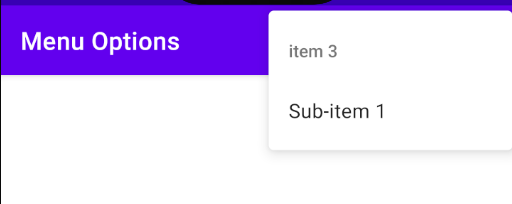 Menu Options
item 3
Sub-item 1